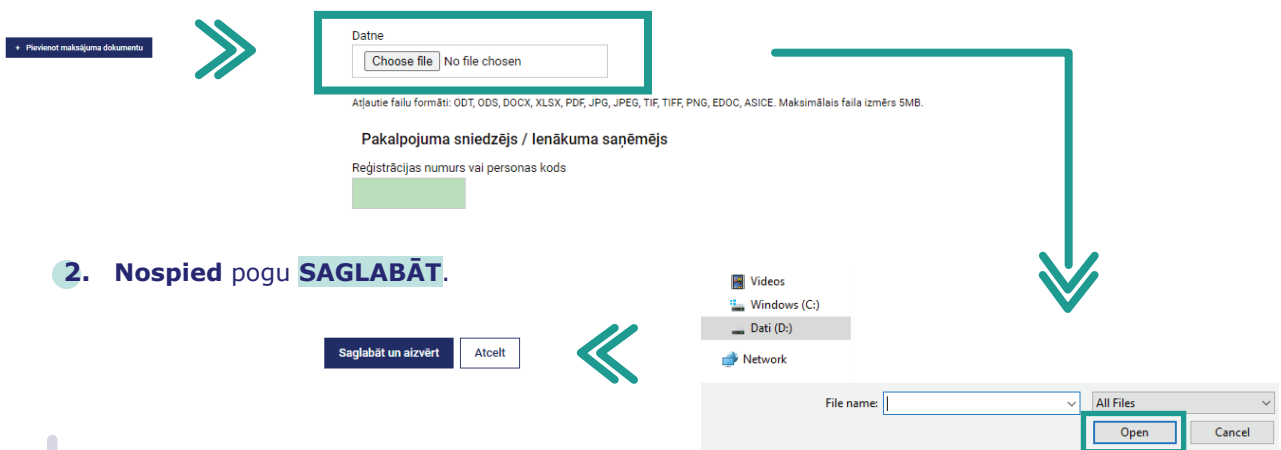 + Pievienot maksājuma dokumentu
Datne
Choose file No file chosen
Atļautie failu formāti: ODT, ODS, DOCX, XLSX, PDF, JPG, JPEG, TIF, TIFF, PNG, EDOC, ASICE. Maksimālais faila izmērs 5MB.
Pakalpojuma sniedzējs / Ienākuma saņēmējs
Reģistrācijas numurs vai personas kods
2. Nospied pogu SAGLABĀT.
Videos
Windows (C:)
Dati (D:)
Network
File name:
All Files
Open
Cancel
Saglabāt un aizvērt
Atcelt